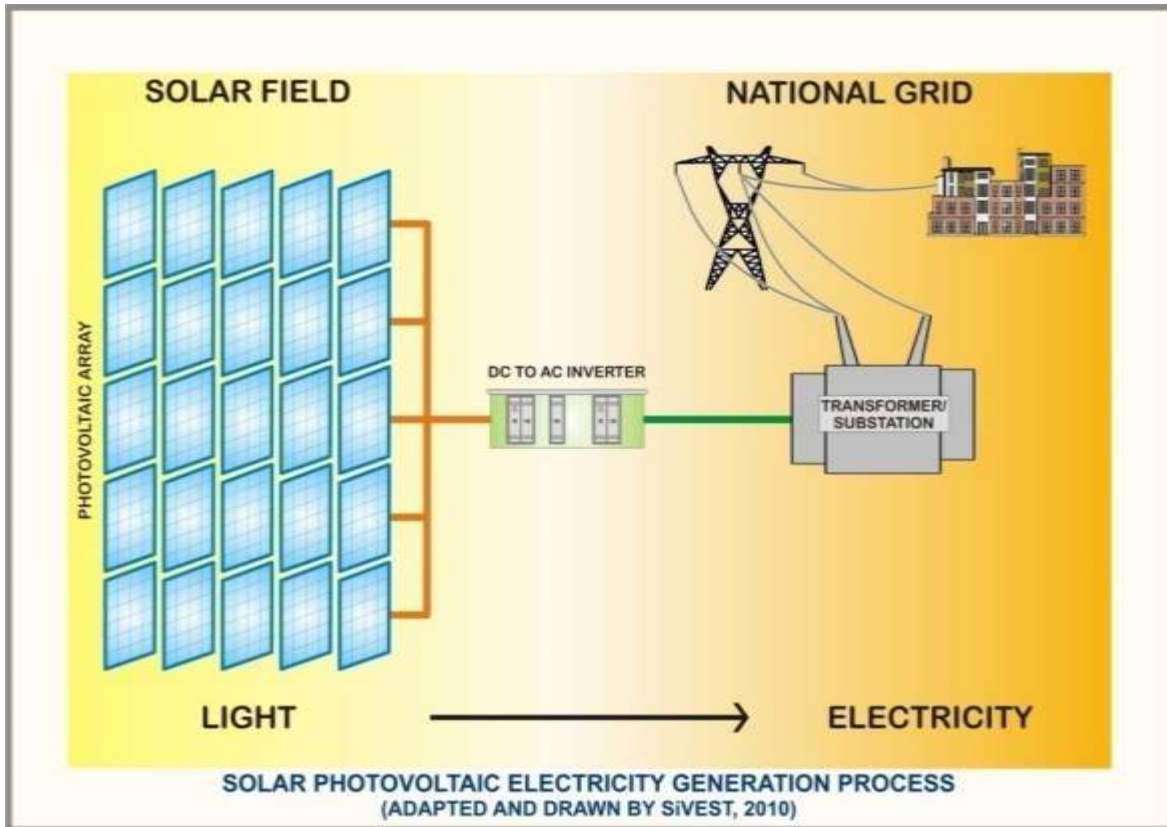 SOLAR FIELD
NATIONAL GRID
PHOTOVOLTAIC ARRAY
DC TO AC INVERTER
TRANSFORMER/
SUBSTATION
LIGHT
ELECTRICITY
SOLAR PHOTOVOLTAIC ELECTRICITY GENERATION PROCESS
(ADAPTED AND DRAWN BY SiVEST, 2010)